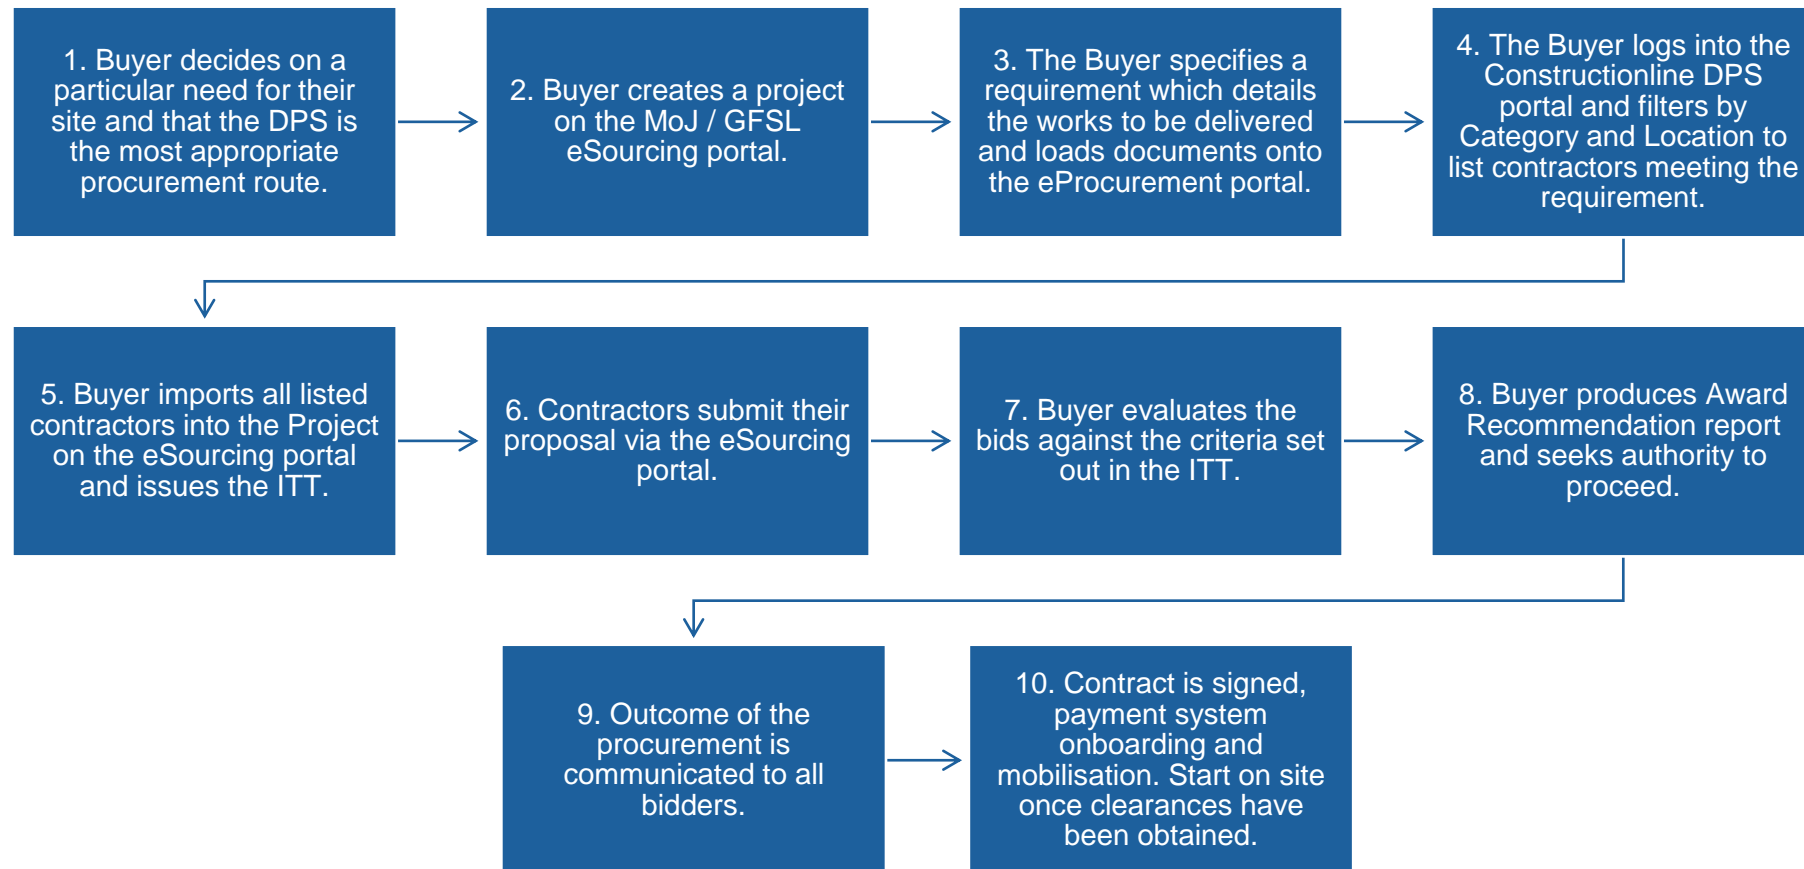 1. Buyer decides on a
particular need for their
site and that the DPS is
the most appropriate
procurement route.
2. Buyer creates a project
on the MoJ / GFSL
eSourcing portal.
3. The Buyer specifies a
requirement which details
the works to be delivered
and loads documents onto
the eProcurement portal.
4. The Buyer logs into the
Constructionline DPS
portal and filters by
Category and Location to
list contractors meeting the
requirement.
5. Buyer imports all listed
contractors into the Project
on the eSourcing portal
and issues the ITT.
6. Contractors submit their
proposal via the eSourcing
portal.
7. Buyer evaluates the
bids against the criteria set
out in the ITT.
8. Buyer produces Award
Recommendation report
and seeks authority to
proceed.
9. Outcome of the
procurement is
communicated to all
bidders.
10. Contract is signed,
payment system
onboarding and
mobilisation. Start on site
once clearances have
been obtained.